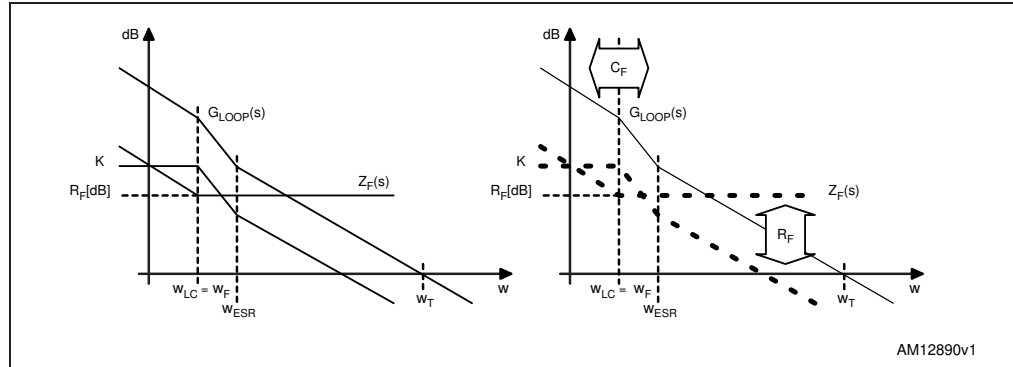 dB
G_LOOP(s)
K
R_F[dB]
Z_F(s)
w_LC = w_F
w_ESR
w_T
w
dB
C_F
G_LOOP(s)
K
R_F[dB]
Z_F(s)
R_F
w_LC = w_F
w_ESR
w_T
w
AM12890v1